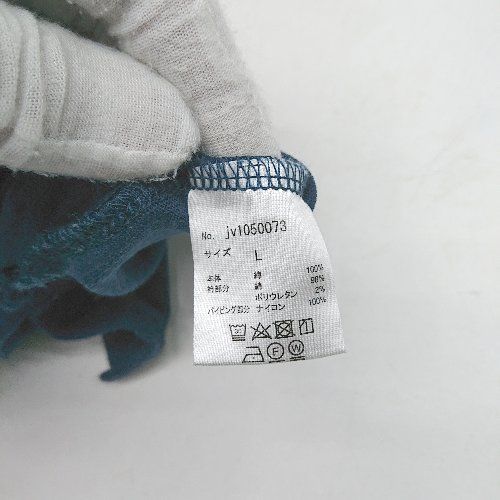 No. jv1050073
サイズ L
本体 綿 100%
衿部分 綿 98%
ポリウレタン 2%
パイピング部分 ナイロン 100%